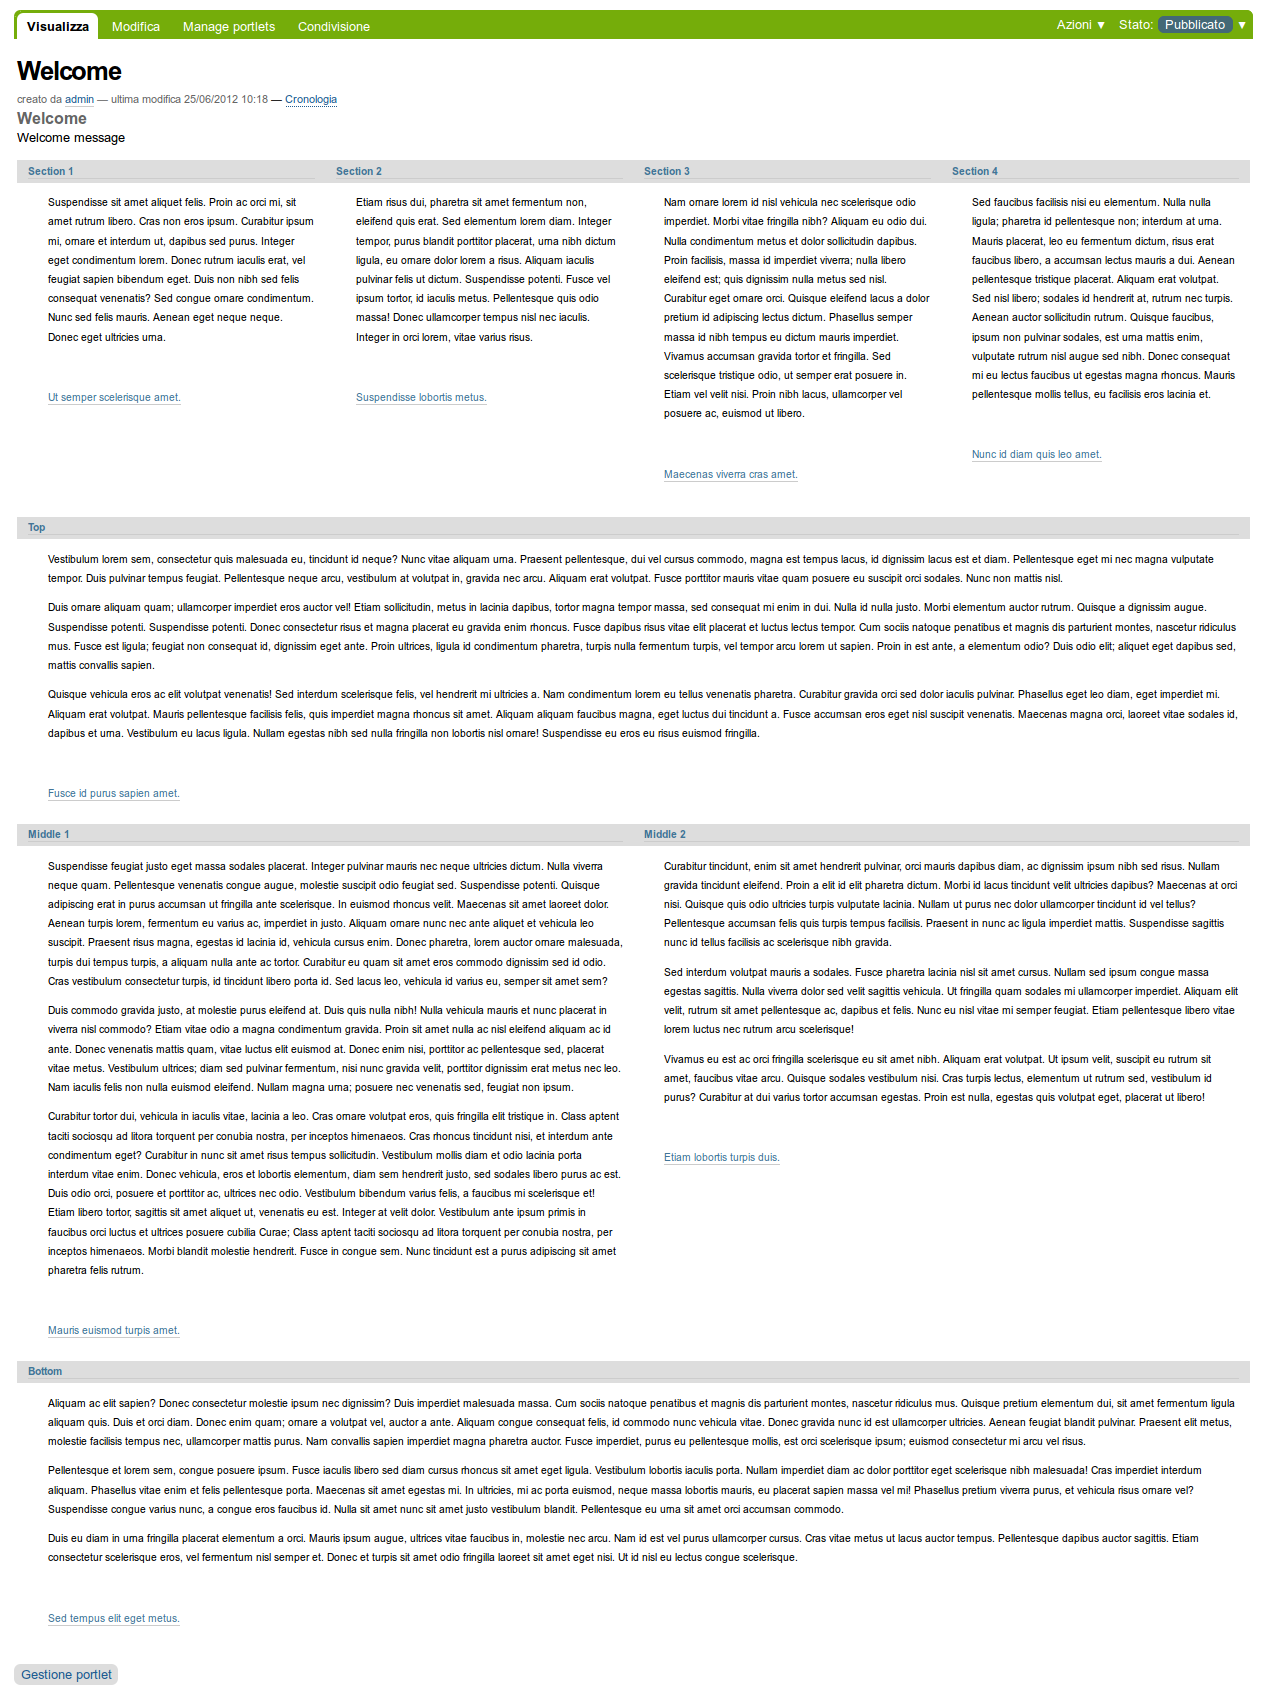 Visualizza Modifica Manage portlets Condivisione Azioni ▼ Stato: Pubblicato ▼
Welcome
creato da admin — ultima modifica 25/06/2012 10:18 — Cronologia
Welcome
Welcome message
Section 1
Suspendisse sit amet aliquet felis. Proin ac orci mi, sit
amet rutrum libero. Cras non eros ipsum. Curabitur ipsum
mi, ornare et interdum ut, dapibus sed purus. Integer
eget condimentum lorem. Donec rutrum iaculis erat, vel
feugiat sapien bibendum eget. Duis non nibh sed felis
consequat venenatis? Sed congue ornare condimentum.
Nunc sed felis mauris. Aenean eget neque neque.
Donec eget ultricies urna.
Ut semper scelerisque amet.
Section 2
Etiam risus dui, pharetra sit amet fermentum non,
eleifend quis erat. Sed elementum lorem diam. Integer
tempor, purus blandit porttitor placerat, urna nibh dictum
ligula, eu ornare dolor lorem a risus. Aliquam iaculis
pulvinar felis ut dictum. Suspendisse potenti. Fusce vel
ipsum tortor, id iaculis metus. Pellentesque quis odio
massa! Donec ullamcorper tempus nisl nec iaculis.
Integer in orci lorem, vitae varius risus.
Suspendisse lobortis metus.
Section 3
Nam ornare lorem id nisl vehicula nec scelerisque odio
imperdiet. Morbi vitae fringilla nibh? Aliquam eu odio dui.
Nulla condimentum metus et dolor sollicitudin dapibus.
Proin facilisis, massa id imperdiet viverra; nulla libero
eleifend est; quis dignissim nulla metus sed nisl.
Curabitur eget ornare orci. Quisque eleifend lacus a dolor
pretium id adipiscing lectus dictum. Phasellus semper
massa id nibh tempus eu dictum mauris imperdiet.
Vivamus accumsan gravida tortor et fringilla. Sed
scelerisque tristique odio, ut semper erat posuere in.
Etiam vel velit nisi. Proin nibh lacus, ullamcorper vel
posuere ac, euismod ut libero.
Maecenas viverra cras amet.
Section 4
Sed faucibus facilisis nisi eu elementum. Nulla nulla
ligula; pharetra id pellentesque non; interdum at urna.
Mauris placerat, leo eu fermentum dictum, risus erat
faucibus libero, a accumsan lectus mauris a dui. Aenean
pellentesque tristique placerat. Aliquam erat volutpat.
Sed nisl libero; sodales id hendrerit at, rutrum nec turpis.
Aenean auctor sollicitudin rutrum. Quisque faucibus,
ipsum non pulvinar sodales, est urna mattis enim,
vulputate rutrum nisl augue sed nibh. Donec consequat
mi eu lectus faucibus ut egestas magna rhoncus. Mauris
pellentesque mollis tellus, eu facilisis eros lacinia et.
Nunc id diam quis leo amet.
Top
Vestibulum lorem sem, consectetur quis malesuada eu, tincidunt id neque? Nunc vitae aliquam urna. Praesent pellentesque, dui vel cursus commodo, magna est tempus lacus, id dignissim lacus est et diam. Pellentesque eget mi nec magna vulputate
tempor. Duis pulvinar tempus feugiat. Pellentesque neque arcu, vestibulum at volutpat in, gravida nec arcu. Aliquam erat volutpat. Fusce porttitor mauris vitae quam posuere eu suscipit orci sodales. Nunc non mattis nisl.
Duis ornare aliquam quam; ullamcorper imperdiet eros auctor vel! Etiam sollicitudin, metus in lacinia dapibus, tortor magna tempor massa, sed consequat mi enim in dui. Nulla id nulla justo. Morbi elementum auctor rutrum. Quisque a dignissim augue.
Suspendisse potenti. Suspendisse potenti. Donec consectetur risus et magna placerat eu gravida enim rhoncus. Fusce dapibus risus vitae elit placerat et luctus lectus tempor. Cum sociis natoque penatibus et magnis dis parturient montes, nascetur ridiculus
mus. Fusce est ligula; feugiat non consequat id, dignissim eget ante. Proin ultrices, ligula id condimentum pharetra, turpis nulla fermentum turpis, vel tempor arcu lorem ut sapien. Proin in est ante, a elementum odio? Duis odio elit; aliquet eget dapibus sed,
mattis convallis sapien.
Quisque vehicula eros ac elit volutpat venenatis! Sed interdum scelerisque felis, vel hendrerit mi ultricies a. Nam condimentum lorem eu tellus venenatis pharetra. Curabitur gravida orci sed dolor iaculis pulvinar. Phasellus eget leo diam, eget imperdiet mi.
Aliquam erat volutpat. Mauris pellentesque facilisis felis, quis imperdiet magna rhoncus sit amet. Aliquam aliquam faucibus magna, eget luctus dui tincidunt a. Fusce accumsan eros eget nisl suscipit venenatis. Maecenas magna orci, laoreet vitae sodales id,
dapibus et urna. Vestibulum eu lacus ligula. Nullam egestas nibh sed nulla fringilla non lobortis nisl ornare! Suspendisse eu eros eu risus euismod fringilla.
Fusce id purus sapien amet.
Middle 1
Suspendisse feugiat justo eget massa sodales placerat. Integer pulvinar mauris nec neque ultricies dictum. Nulla viverra
neque quam. Pellentesque venenatis congue augue, molestie suscipit odio feugiat sed. Suspendisse potenti. Quisque
adipiscing erat in purus accumsan ut fringilla ante scelerisque. In euismod rhoncus velit. Maecenas sit amet laoreet dolor.
Aenean turpis lorem, fermentum eu varius ac, imperdiet in justo. Aliquam ornare nunc nec ante aliquet et vehicula leo
suscipit. Praesent risus magna, egestas id lacinia id, vehicula cursus enim. Donec pharetra, lorem auctor ornare malesuada,
turpis dui tempus turpis, a aliquam nulla ante ac tortor. Curabitur eu quam sit amet eros commodo dignissim sed id odio.
Cras vestibulum consectetur turpis, id tincidunt libero porta id. Sed lacus leo, vehicula id varius eu, semper sit amet sem?
Duis commodo gravida justo, at molestie purus eleifend at. Duis quis nulla nibh! Nulla vehicula mauris et nunc placerat in
viverra nisl commodo? Etiam vitae odio a magna condimentum gravida. Proin sit amet nulla ac nisl eleifend aliquam ac id
ante. Donec venenatis mattis quam, vitae luctus elit euismod at. Donec enim nisi, porttitor ac pellentesque sed, placerat
vitae metus. Vestibulum ultrices; diam sed pulvinar fermentum, nisi nunc gravida velit, porttitor dignissim erat metus nec leo.
Nam iaculis felis non nulla euismod eleifend. Nullam magna urna; posuere nec venenatis sed, feugiat non ipsum.
Curabitur tortor dui, vehicula in iaculis vitae, lacinia a leo. Cras ornare volutpat eros, quis fringilla elit tristique in. Class aptent
taciti sociosqu ad litora torquent per conubia nostra, per inceptos himenaeos. Cras rhoncus tincidunt nisi, et interdum ante
condimentum eget? Curabitur in nunc sit amet risus tempus sollicitudin. Vestibulum mollis diam et odio lacinia porta
interdum vitae enim. Donec vehicula, eros et lobortis elementum, diam sem hendrerit justo, sed sodales libero purus ac est.
Duis odio orci, posuere et porttitor ac, ultrices nec odio. Vestibulum bibendum varius felis, a faucibus mi scelerisque et!
Etiam libero tortor, sagittis sit amet aliquet ut, venenatis eu est. Integer at velit dolor. Vestibulum ante ipsum primis in
faucibus orci luctus et ultrices posuere cubilia Curae; Class aptent taciti sociosqu ad litora torquent per conubia nostra, per
inceptos himenaeos. Morbi blandit molestie hendrerit. Fusce in congue sem. Nunc tincidunt est a purus adipiscing sit amet
pharetra felis rutrum.
Mauris euismod turpis amet.
Middle 2
Curabitur tincidunt, enim sit amet hendrerit pulvinar, orci mauris dapibus diam, ac dignissim ipsum nibh sed risus. Nullam
gravida tincidunt eleifend. Proin a elit id elit pharetra dictum. Morbi id lacus tincidunt velit ultricies dapibus? Maecenas at orci
nisi. Quisque quis odio ultricies turpis vulputate lacinia. Nullam ut purus nec dolor ullamcorper tincidunt id vel tellus?
Pellentesque accumsan felis quis turpis tempus facilisis. Praesent in nunc ac ligula imperdiet mattis. Suspendisse sagittis
nunc id tellus facilisis ac scelerisque nibh gravida.
Sed interdum volutpat mauris a sodales. Fusce pharetra lacinia nisl sit amet cursus. Nullam sed ipsum congue massa
egestas sagittis. Nulla viverra dolor sed velit sagittis vehicula. Ut fringilla quam sodales mi ullamcorper imperdiet. Aliquam elit
velit, rutrum sit amet pellentesque ac, dapibus et felis. Nunc eu nisl vitae mi semper feugiat. Etiam pellentesque libero vitae
lorem luctus nec rutrum arcu scelerisque!
Vivamus eu est ac orci fringilla scelerisque eu sit amet nibh. Aliquam erat volutpat. Ut ipsum velit, suscipit eu rutrum sit
amet, faucibus vitae arcu. Quisque sodales vestibulum nisi. Cras turpis lectus, elementum ut rutrum sed, vestibulum id
purus? Curabitur at dui varius tortor accumsan egestas. Proin est nulla, egestas quis volutpat eget, placerat ut libero!
Etiam lobortis turpis duis.
Bottom
Aliquam ac elit sapien? Donec consectetur molestie ipsum nec dignissim? Duis imperdiet malesuada massa. Cum sociis natoque penatibus et magnis dis parturient montes, nascetur ridiculus mus. Quisque pretium elementum dui, sit amet fermentum ligula
aliquam quis. Duis et orci diam. Donec enim quam; ornare a volutpat vel, auctor a ante. Aliquam congue consequat felis, id commodo nunc vehicula vitae. Donec gravida nunc id est ullamcorper ultricies. Aenean feugiat blandit pulvinar. Praesent elit metus,
molestie facilisis tempus nec, ullamcorper mattis purus. Nam convallis sapien imperdiet magna pharetra auctor. Fusce imperdiet, purus eu pellentesque mollis, est orci scelerisque ipsum; euismod consectetur mi arcu vel risus.
Pellentesque et lorem sem, congue posuere ipsum. Fusce iaculis libero sed diam cursus rhoncus sit amet eget ligula. Vestibulum lobortis iaculis porta. Nullam imperdiet diam ac dolor porttitor eget scelerisque nibh malesuada! Cras imperdiet interdum
aliquam. Phasellus vitae enim et felis pellentesque porta. Maecenas sit amet egestas mi. In ultricies, mi ac porta euismod, neque massa lobortis mauris, eu placerat sapien massa vel mi! Phasellus pretium viverra purus, et vehicula risus ornare vel?
Suspendisse congue varius nunc, a congue eros faucibus id. Nulla sit amet nunc sit amet justo vestibulum blandit. Pellentesque eu urna sit amet orci accumsan commodo.
Duis eu diam in urna fringilla placerat elementum a orci. Mauris ipsum augue, ultrices vitae faucibus in, molestie nec arcu. Nam id est vel purus ullamcorper cursus. Cras vitae metus ut lacus auctor tempus. Pellentesque dapibus auctor sagittis. Etiam
consectetur scelerisque eros, vel fermentum nisl semper et. Donec et turpis sit amet odio fringilla laoreet sit amet eget nisi. Ut id nisl eu lectus congue scelerisque.
Sed tempus elit eget metus.
Gestione portlet